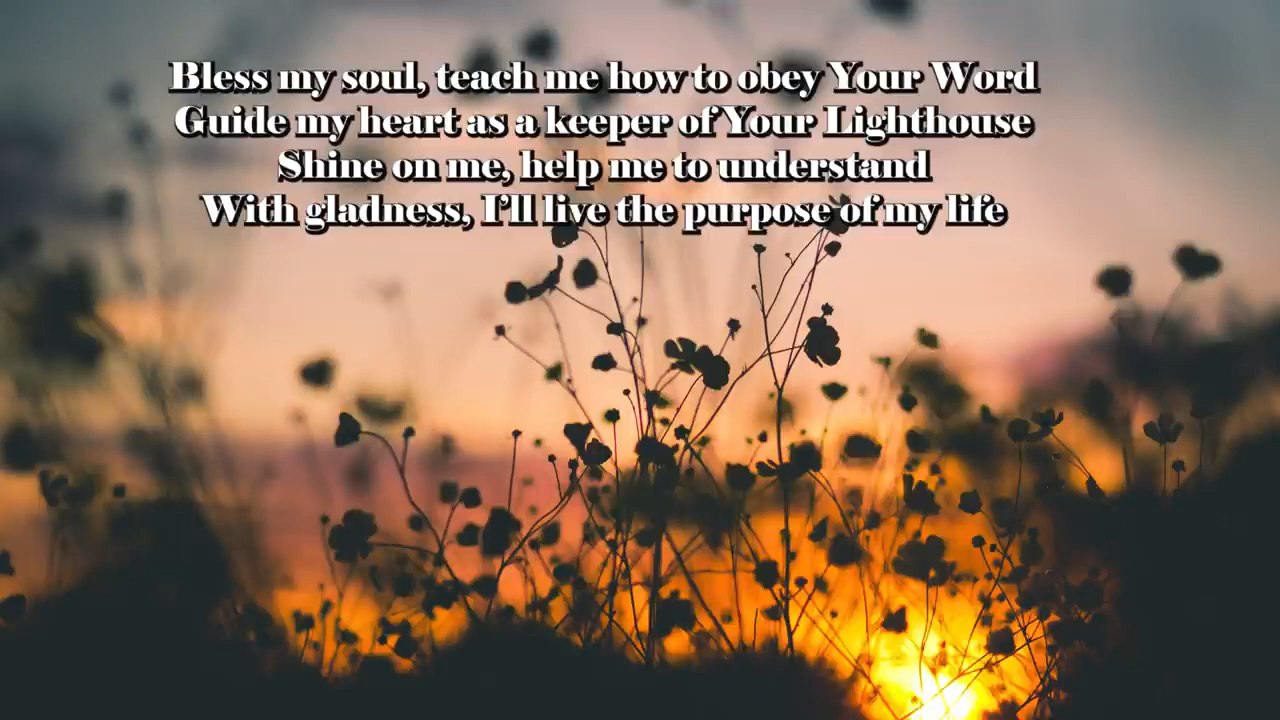 Bless my soul, teach me how to obey Your Word
Guide my heart as a keeper of Your Lighthouse
Shine on me, help me to understand
With gladness, I'll live the purpose of my life